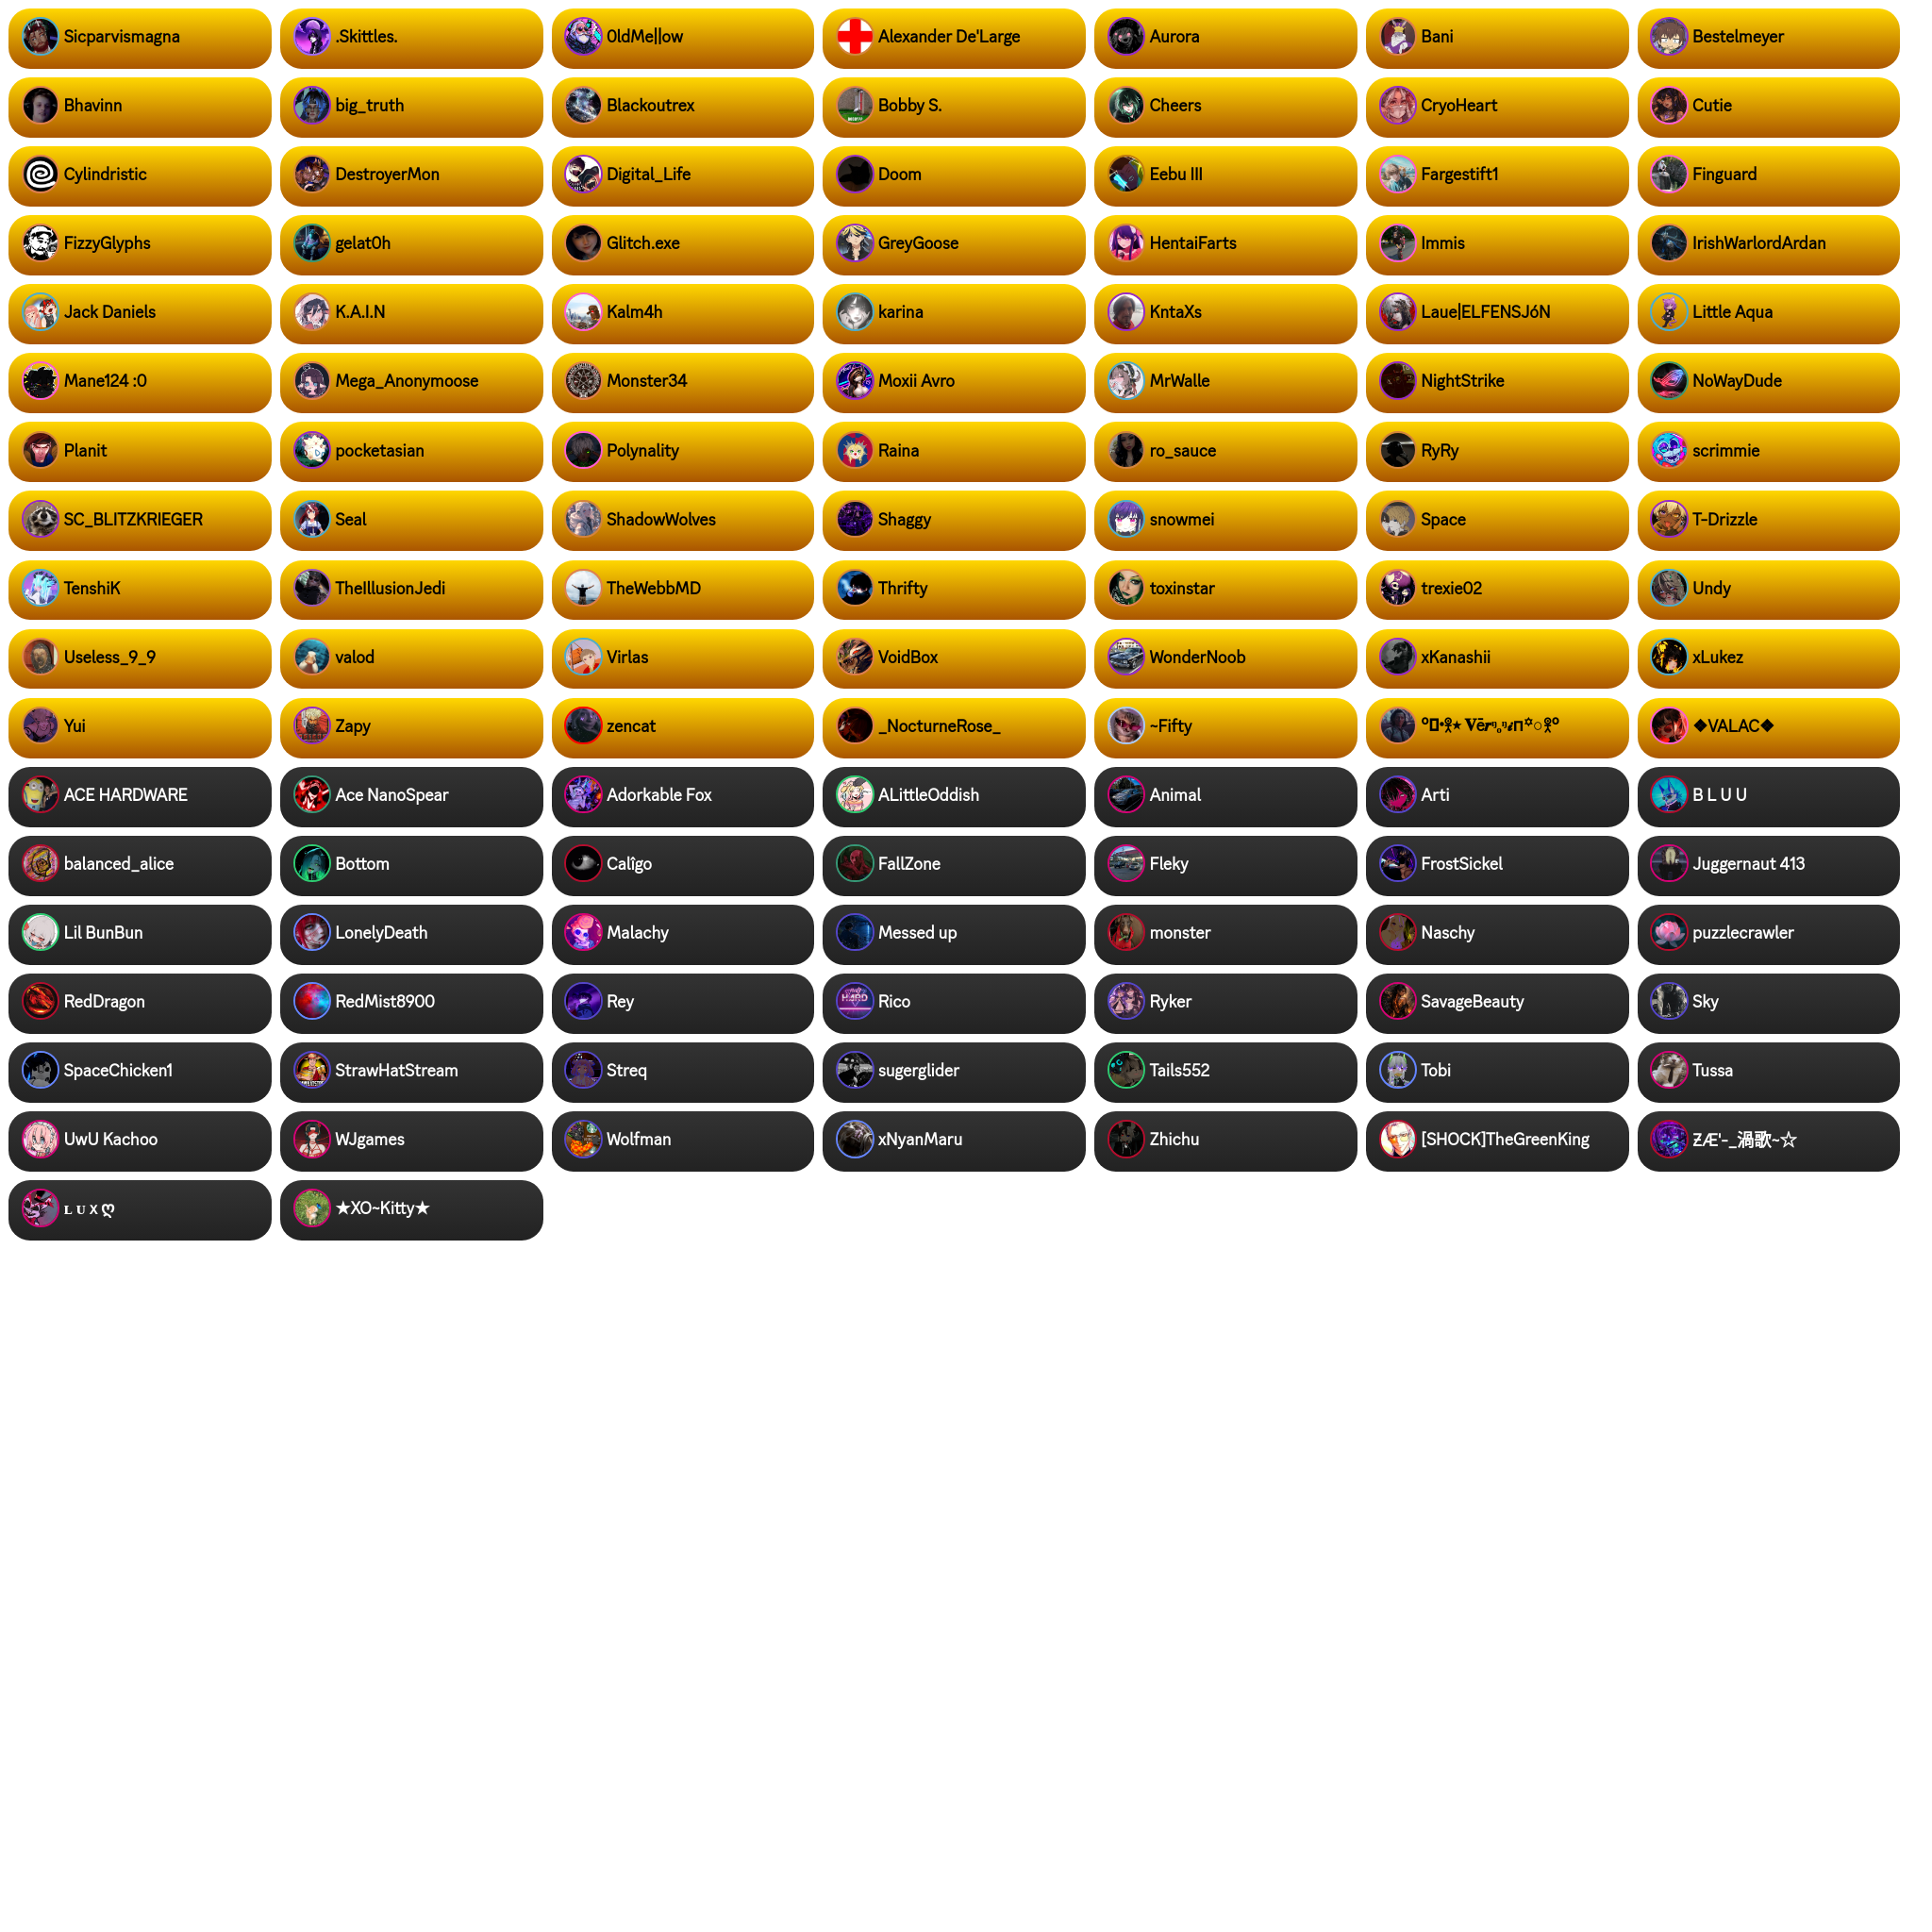 Sicparvismagna .Skittles. 0ldMe||ow Alexander De'Large Aurora Bani Bestelmeyer
Bhavinn big_truth Blackoutrex Bobby S. Cheers CryoHeart Cutie
Cylindristic DestroyerMon Digital_Life Doom Eebu III Fargestift1 Finguard
FizzyGlyphs gelat0h Glitch.exe GreyGoose HentaiFarts Immis IrishWarlordArdan
Jack Daniels K.A.I.N Kalm4h karina KntaXs Laue|ELFENSJóN Little Aqua
Mane124 :0 Mega_Anonymoose Monster34 Moxii Avro MrWalle NightStrike NoWayDude
Planit pocketasian Polynality Raina ro_sauce RyRy scrimmie
SC_BLITZKRIEGER Seal ShadowWolves Shaggy snowmei Space T-Drizzle
TenshiK TheIllusionJedi TheWebbMD Thrifty toxinstar trexie02 Undy
Useless_9_9 valod Virlas VoidBox WonderNoob xKanashii xLukez
Yui Zapy zencat _NocturneRose_ ~Fifty ❖VALAC❖
ACE HARDWARE Ace NanoSpear Adorkable Fox ALittleOddish Animal Arti B L U U
balanced_alice Bottom Calîgo FallZone Fleky FrostSickel Juggernaut 413
Lil BunBun LonelyDeath Malachy Messed up monster Naschy puzzlecrawler
RedDragon RedMist8900 Rey Rico Ryker SavageBeauty Sky
SpaceChicken1 StrawHatStream Streq sugerglider Tails552 Tobi Tussa
UwU Kachoo WJgames Wolfman xNyanMaru Zhichu [SHOCK]TheGreenKing ƵÆ'-_渦歌~☆
ʟ ᴜ x ღ ★XO~Kitty★